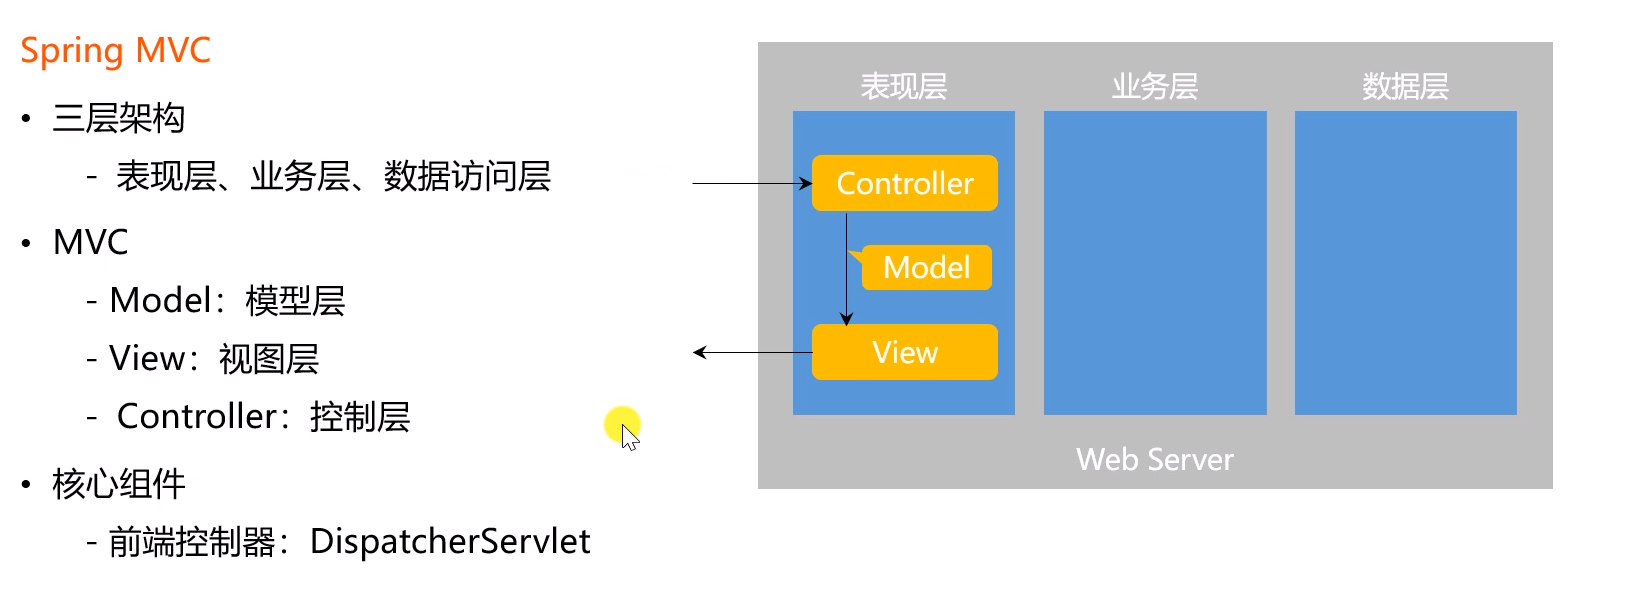 Spring MVC
• 三层架构
- 表现层、业务层、数据访问层
• MVC
- Model：模型层
- View：视图层
- Controller：控制层
• 核心组件
- 前端控制器：DispatcherServlet
表现层 业务层 数据层
Controller
Model
View
Web Server